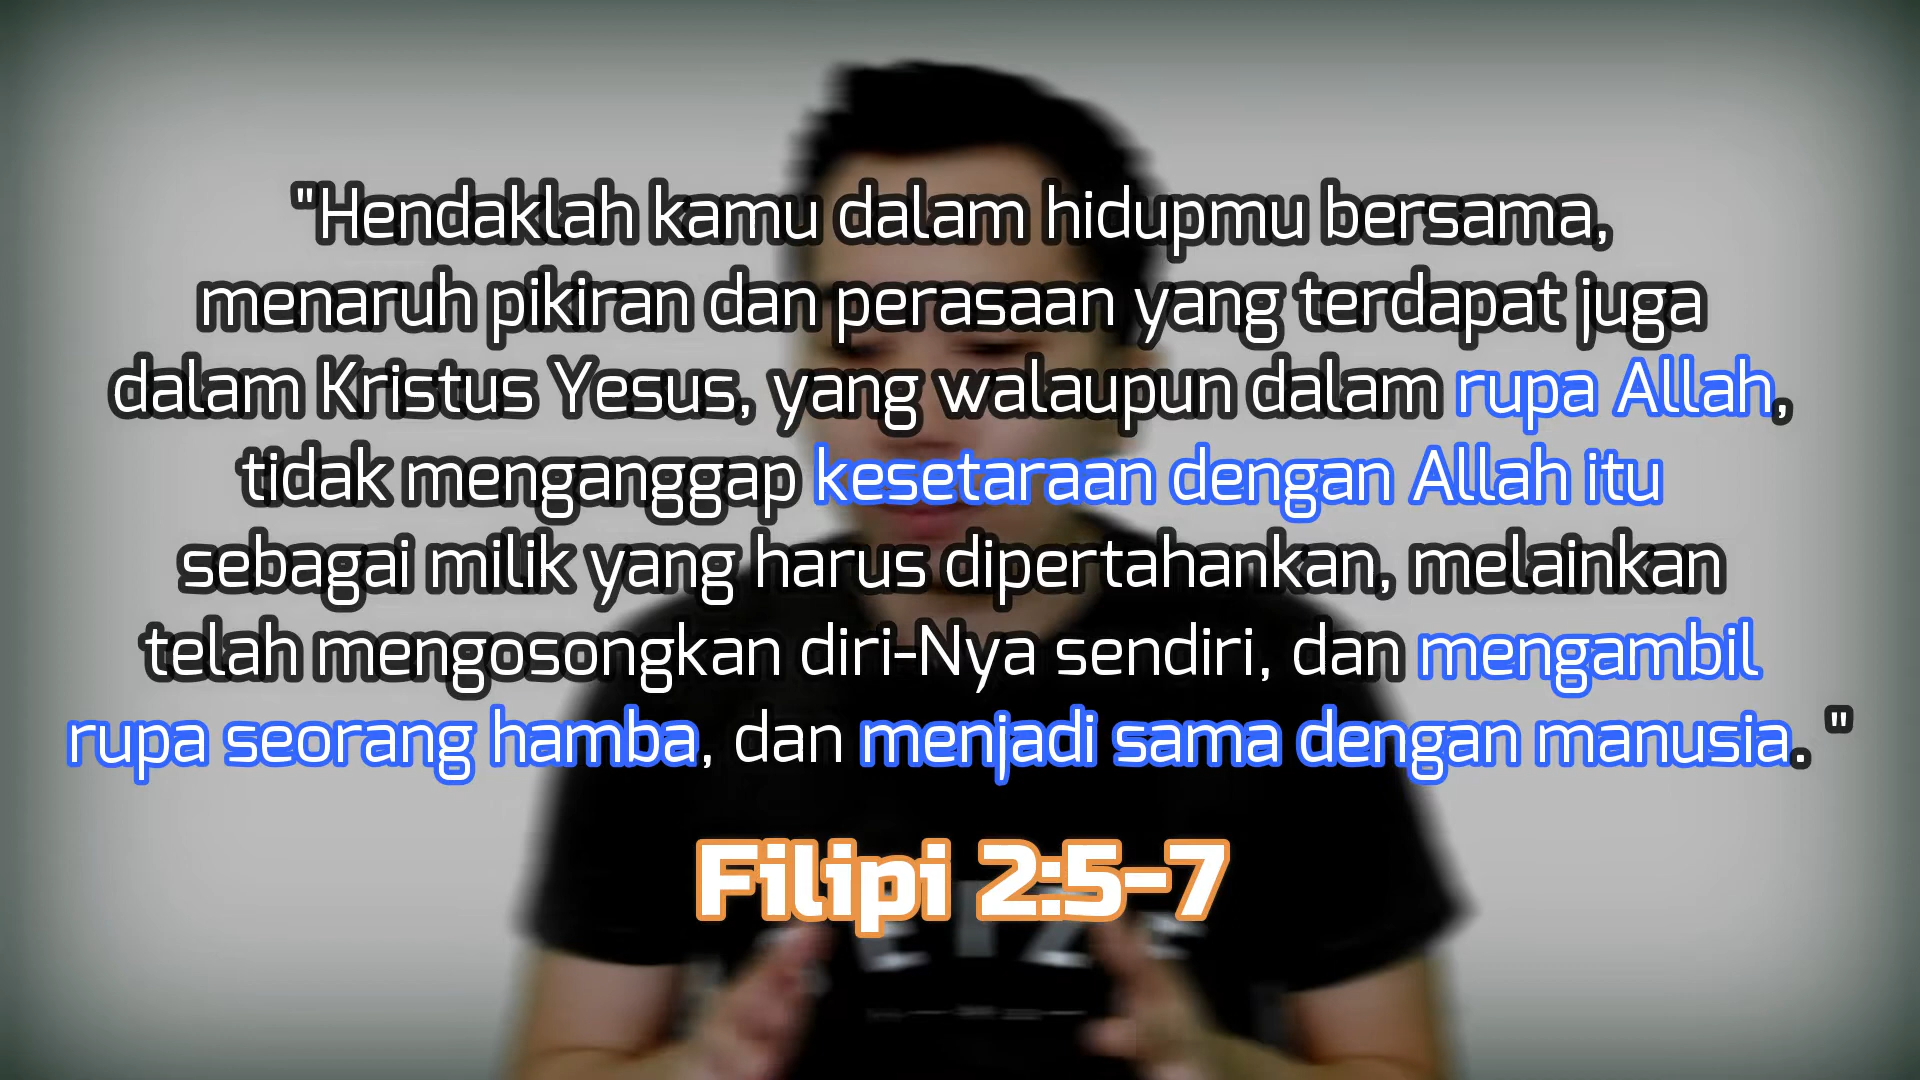 "Hendaklah kamu dalam hidupmu bersama,
menaruh pikiran dan perasaan yang terdapat juga
dalam Kristus Yesus, yang walaupun dalam rupa Allah,
tidak menganggap kesetaraan dengan Allah itu
sebagai milik yang harus dipertahankan, melainkan
telah mengosongkan diri-Nya sendiri, dan mengambil
rupa seorang hamba, dan menjadi sama dengan manusia. "
Filipi 2:5-7